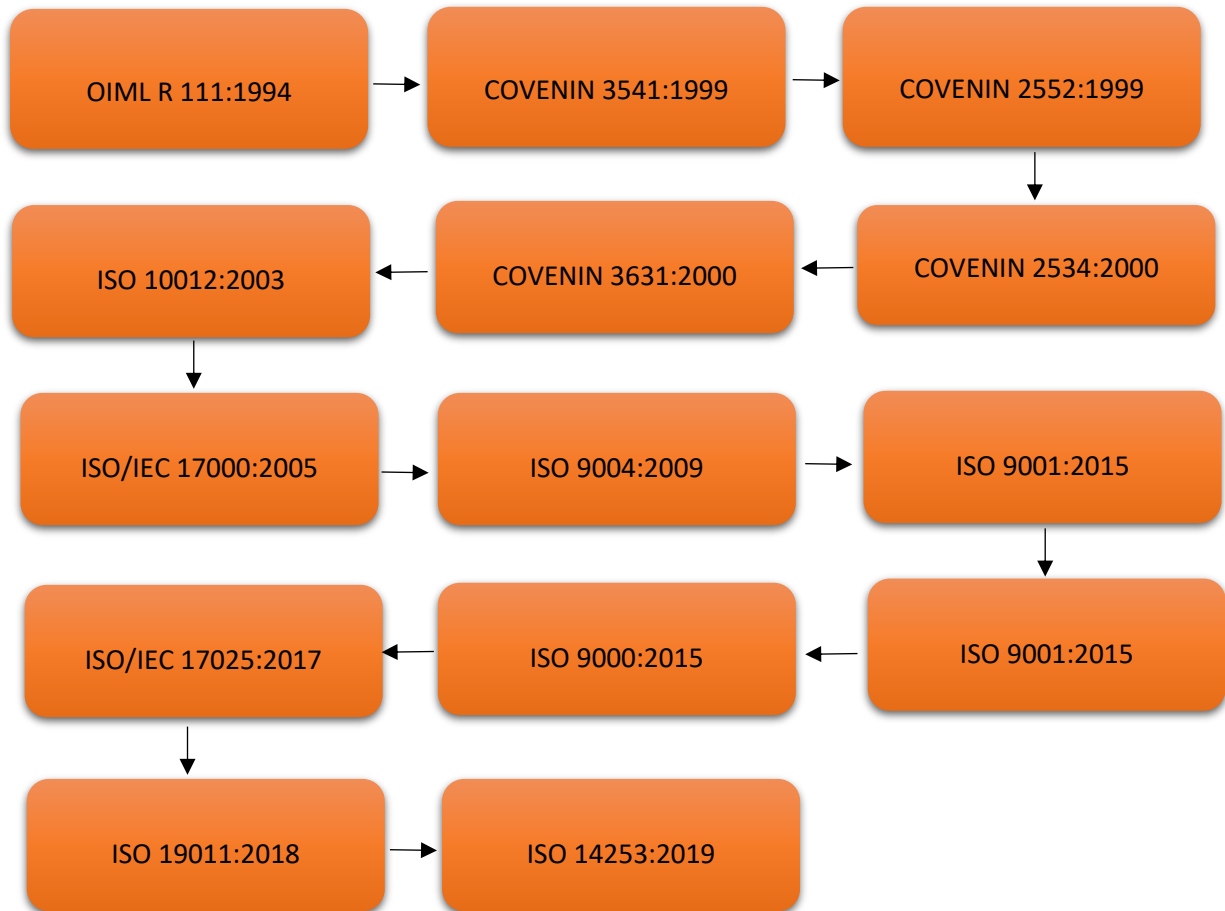 OIML R 111:1994
COVENIN 3541:1999
COVENIN 2552:1999
ISO 10012:2003
COVENIN 3631:2000
COVENIN 2534:2000
ISO/IEC 17000:2005
ISO 9004:2009
ISO 9001:2015
ISO/IEC 17025:2017
ISO 9000:2015
ISO 9001:2015
ISO 19011:2018
ISO 14253:2019